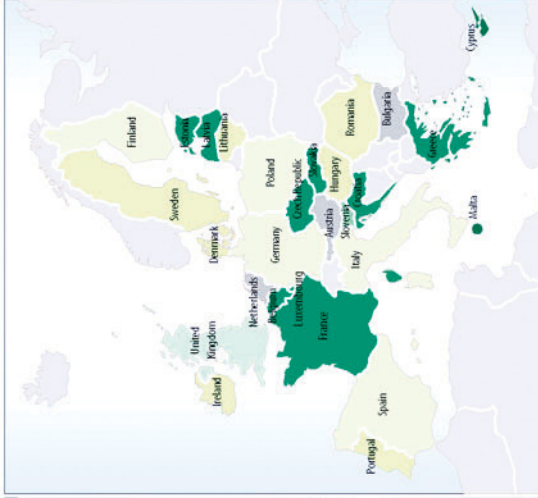 Finland
Sweden
Estonia
Latvia
Lithuania
Denmark
United
Kingdom
Ireland
Netherlands
Belgium
Luxembourg
Germany
Poland
Czech Republic
Slovakia
Austria
Hungary
Slovenia
Croatia
Romania
Bulgaria
France
Italy
Spain
Portugal
Greece
Malta
Cyprus